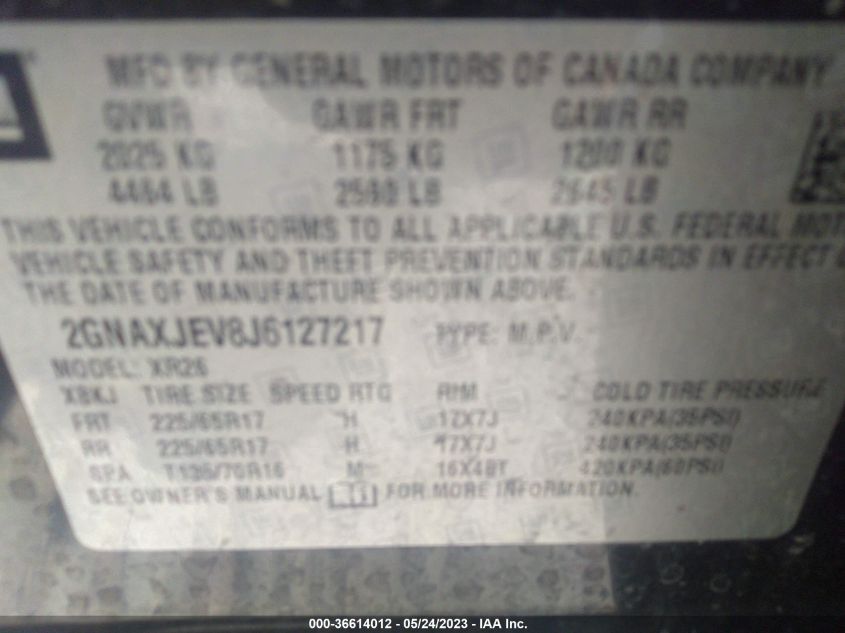 MFD BY GENERAL MOTORS OF CANADA COMPANY
GVWR GAWR FRT GAWR RR
2025 KG 1175 KG 1200 KG
4464 LB 2590 LB 2645 LB
THIS VEHICLE CONFORMS TO ALL APPLICABLE U.S. FEDERAL MOT
VEHICLE SAFETY AND THEFT PREVENTION STANDARDS IN EFFECT
THE DATE OF MANUFACTURE SHOWN ABOVE.
2GNAXJEV8J6127217 TYPE: M.P.V.
MODEL: XR26
X8KJ TIRE SIZE SPEED RTG RIM COLD TIRE PRESSURE
FRT 225/65R17 H 17X7J 240KPA(35PSI)
RR 225/65R17 H 17X7J 240KPA(35PSI)
SPA T135/70R16 M 16X4BT 420KPA(60PSI)
SEE OWNER'S MANUAL FOR MORE INFORMATION.
000-36614012 - 05/24/2023 - IAA Inc.